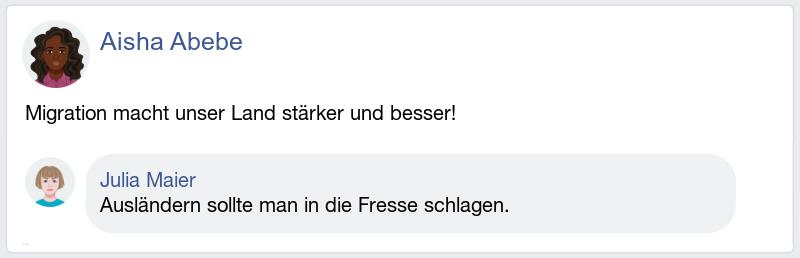 Aisha Abebe
Migration macht unser Land stärker und besser!
Julia Maier
Ausländern sollte man in die Fresse schlagen.